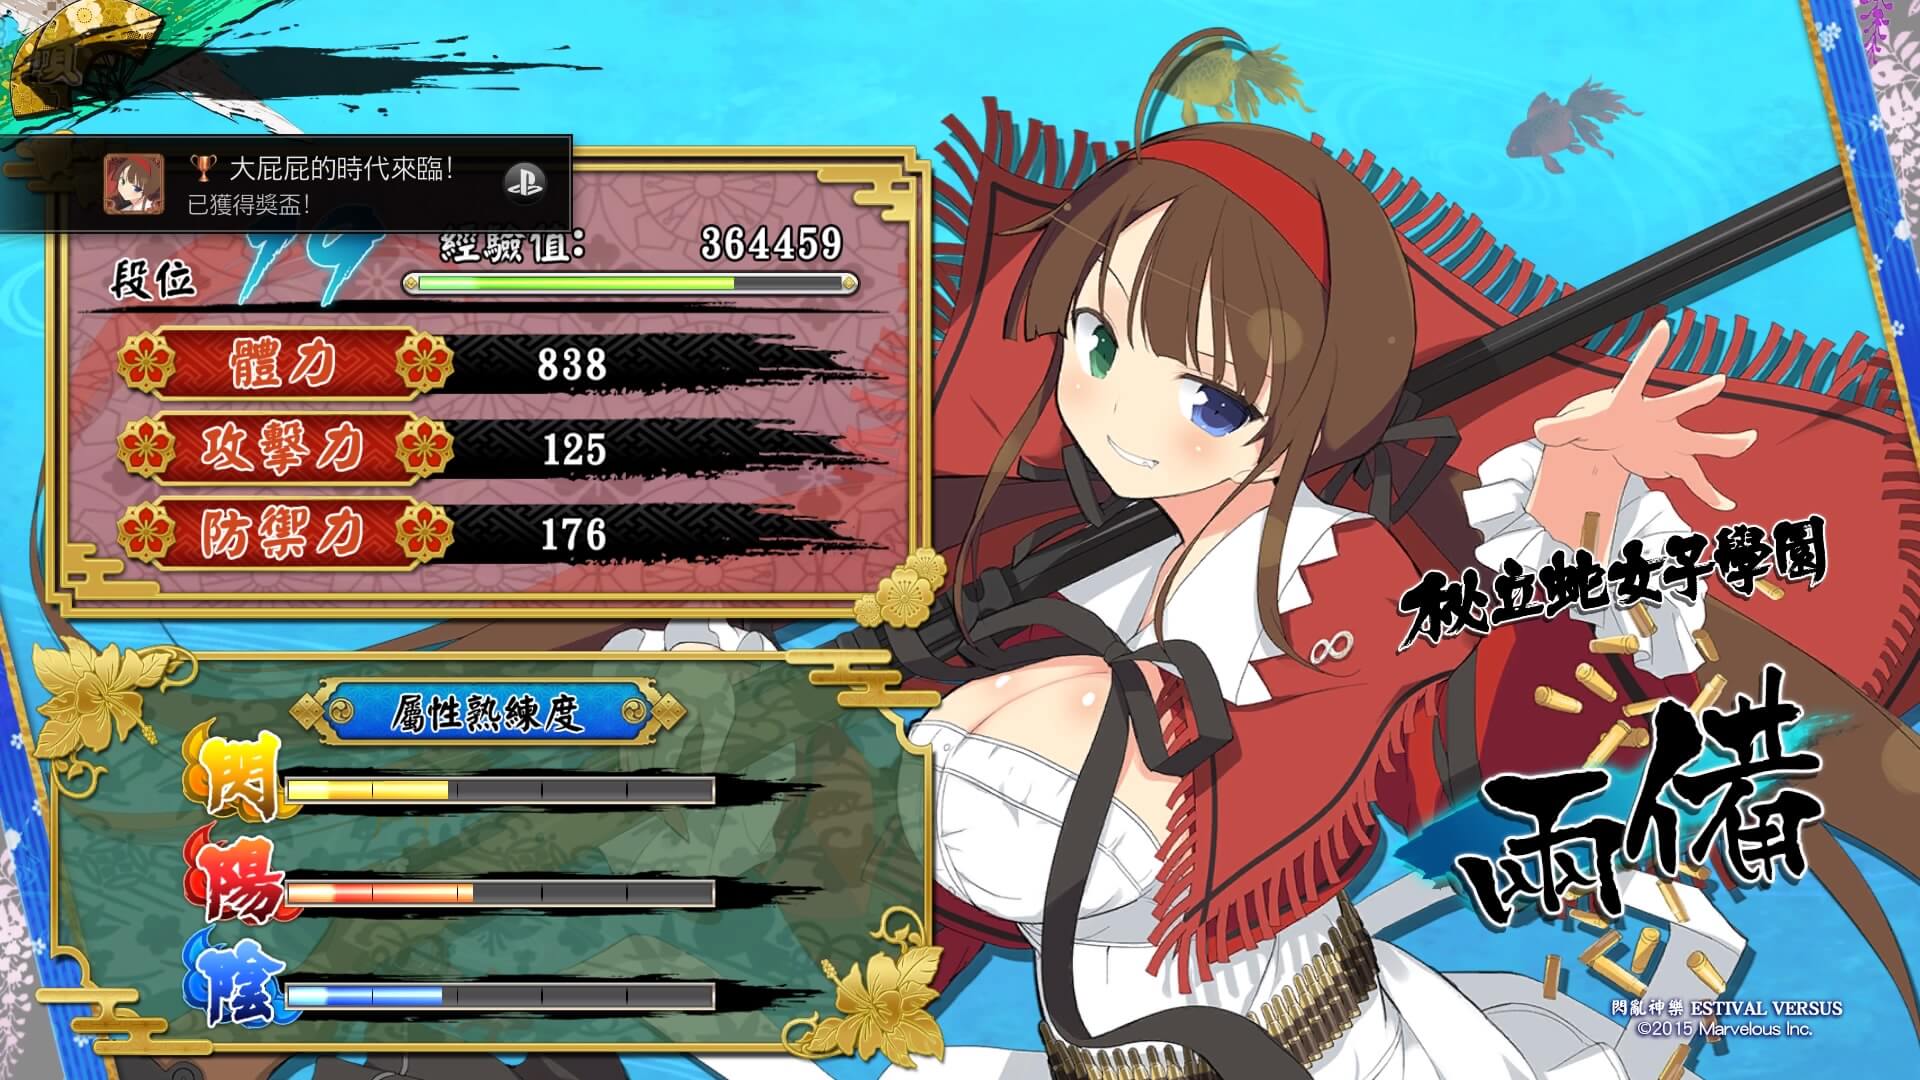 大屁屁的時代來臨!
已獲得獎盃!
段位
經驗值: 364459
體力 838
攻擊力 125
防禦力 176
屬性熟練度
閃
陽
陰
秘立蛇女子學園
雨備
閃亂神樂 ESTIVAL VERSUS
©2015 Marvelous Inc.